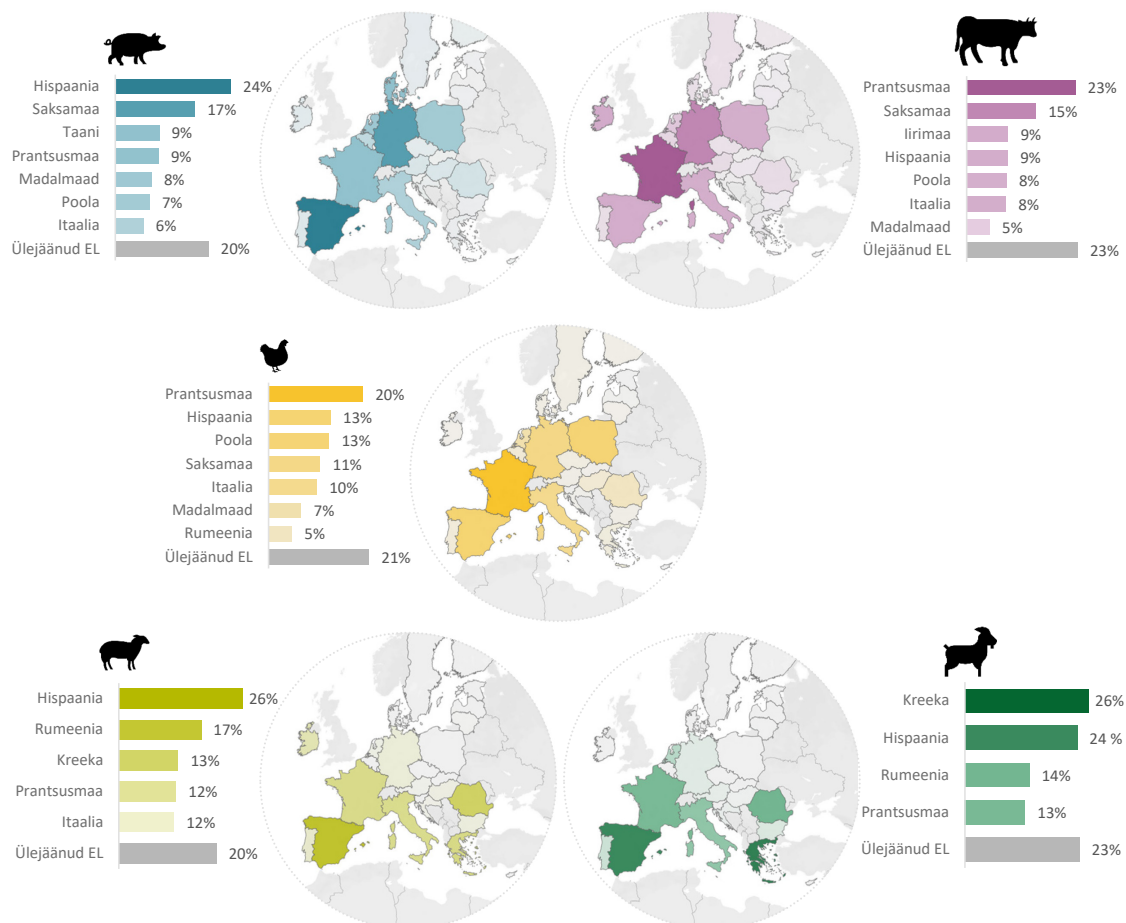 Hispaania 24%
Saksamaa 17%
Taani 9%
Prantsusmaa 9%
Madalmaad 8%
Poola 7%
Itaalia 6%
Ülejäänud EL 20%
Prantsusmaa 23%
Saksamaa 15%
Iirimaa 9%
Hispaania 9%
Poola 8%
Itaalia 8%
Madalmaad 5%
Ülejäänud EL 23%
Prantsusmaa 20%
Hispaania 13%
Poola 13%
Saksamaa 11%
Itaalia 10%
Madalmaad 7%
Rumeenia 5%
Ülejäänud EL 21%
Hispaania 26%
Rumeenia 17%
Kreeka 13%
Prantsusmaa 12%
Itaalia 12%
Ülejäänud EL 20%
Kreeka 26%
Hispaania 24 %
Rumeenia 14%
Prantsusmaa 13%
Ülejäänud EL 23%